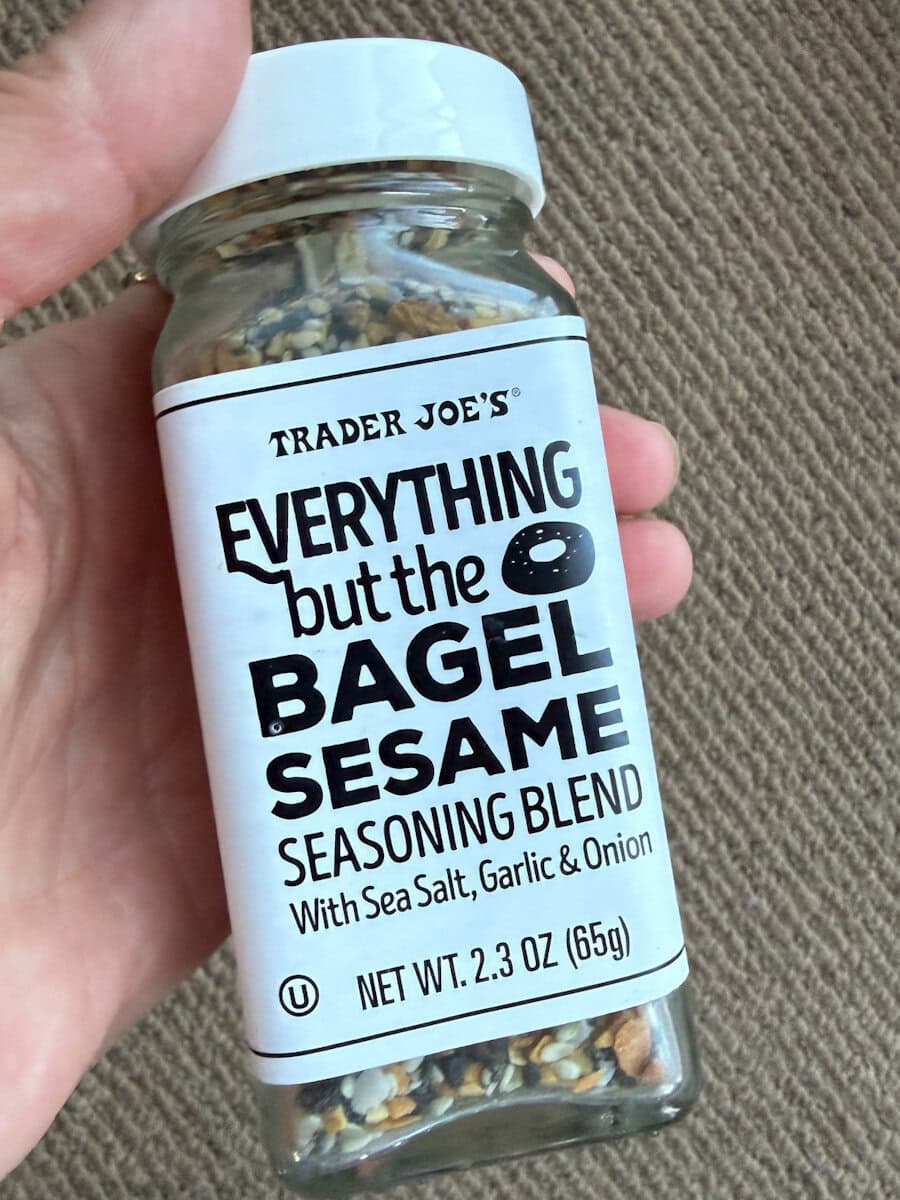 TRADER JOE'S®
EVERYTHING
but the
BAGEL
SESAME
SEASONING BLEND
With Sea Salt, Garlic & Onion
U NET WT. 2.3 OZ (65g)